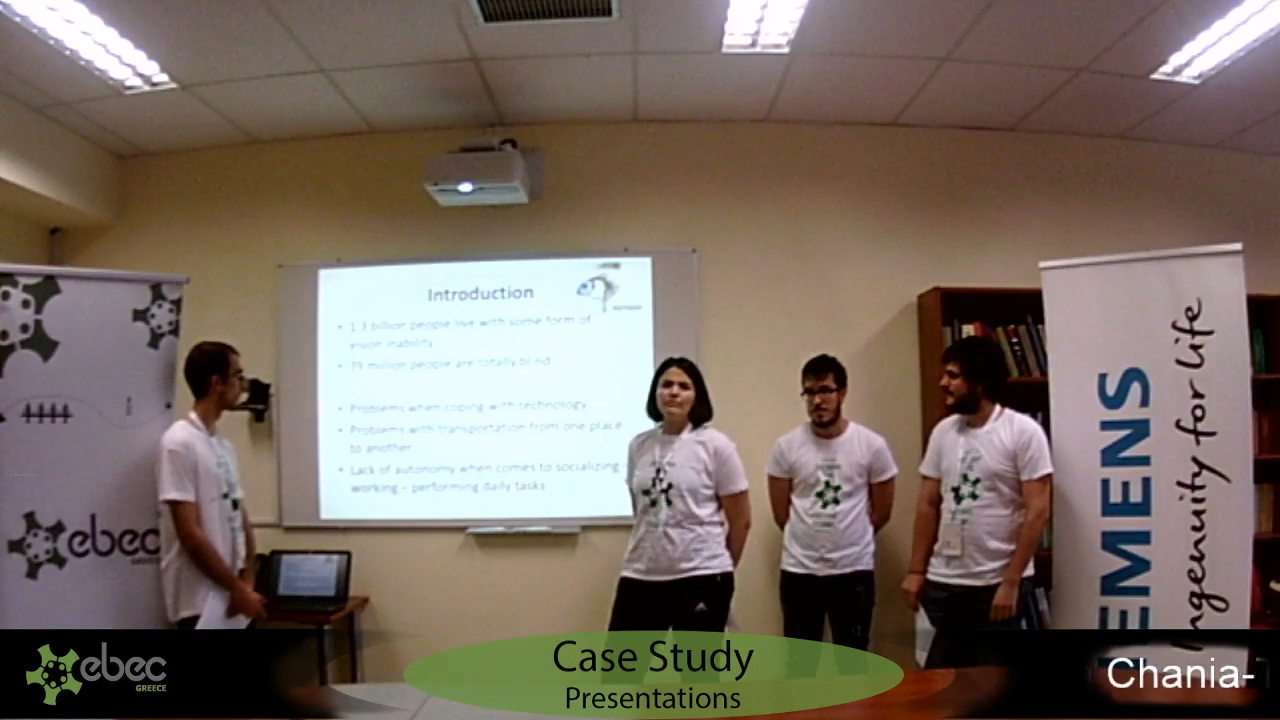 Introduction
• 1.3 billion people live with some form of
vision inability
• 39 million people are totally blind
• Problems when coping with technology
• Problems with transportation from one place
to another
• Lack of autonomy when comes to socializing -
working – performing daily tasks
ebec
SIEMENS
Ingenuity for life
ebec
GREECE
Case Study
Presentations
Chania-